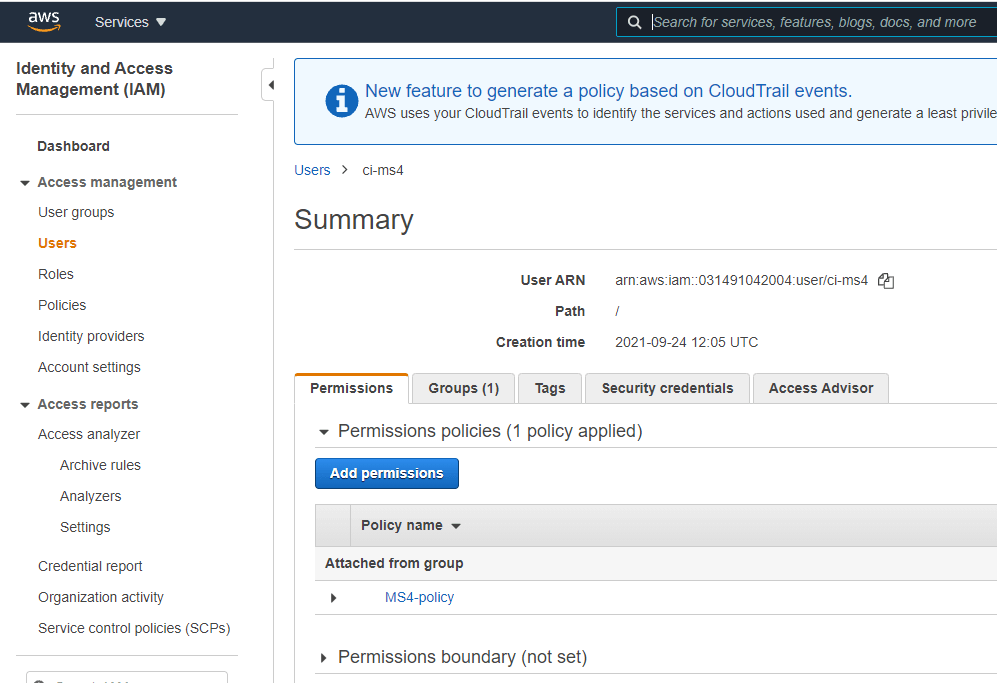 aws Services Search for services, features, blogs, docs, and more
Identity and Access
Management (IAM)
Dashboard
Access management
User groups
Users
Roles
Policies
Identity providers
Account settings
Access reports
Access analyzer
Archive rules
Analyzers
Settings
Credential report
Organization activity
Service control policies (SCPs)
New feature to generate a policy based on CloudTrail events.
AWS uses your CloudTrail events to identify the services and actions used and generate a least privile
Users > ci-ms4
Summary
User ARN arn:aws:iam::031491042004:user/ci-ms4
Path /
Creation time 2021-09-24 12:05 UTC
Permissions Groups (1) Tags Security credentials Access Advisor
Permissions policies (1 policy applied)
Add permissions
Policy name
Attached from group
MS4-policy
Permissions boundary (not set)